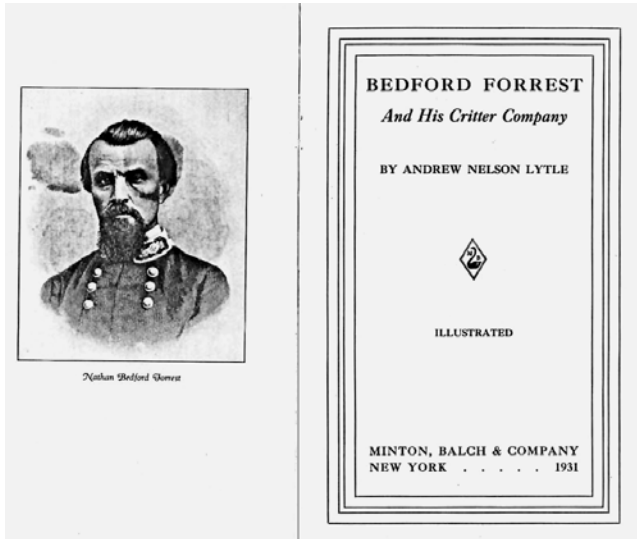 Nathan Bedford Forrest
BEDFORD FORREST
And His Critter Company
BY ANDREW NELSON LYTLE
ILLUSTRATED
MINTON, BALCH & COMPANY
NEW YORK . . . . . 1931